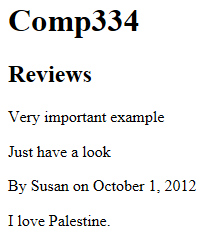 Comp334
Reviews
Very important example
Just have a look
By Susan on October 1, 2012
I love Palestine.